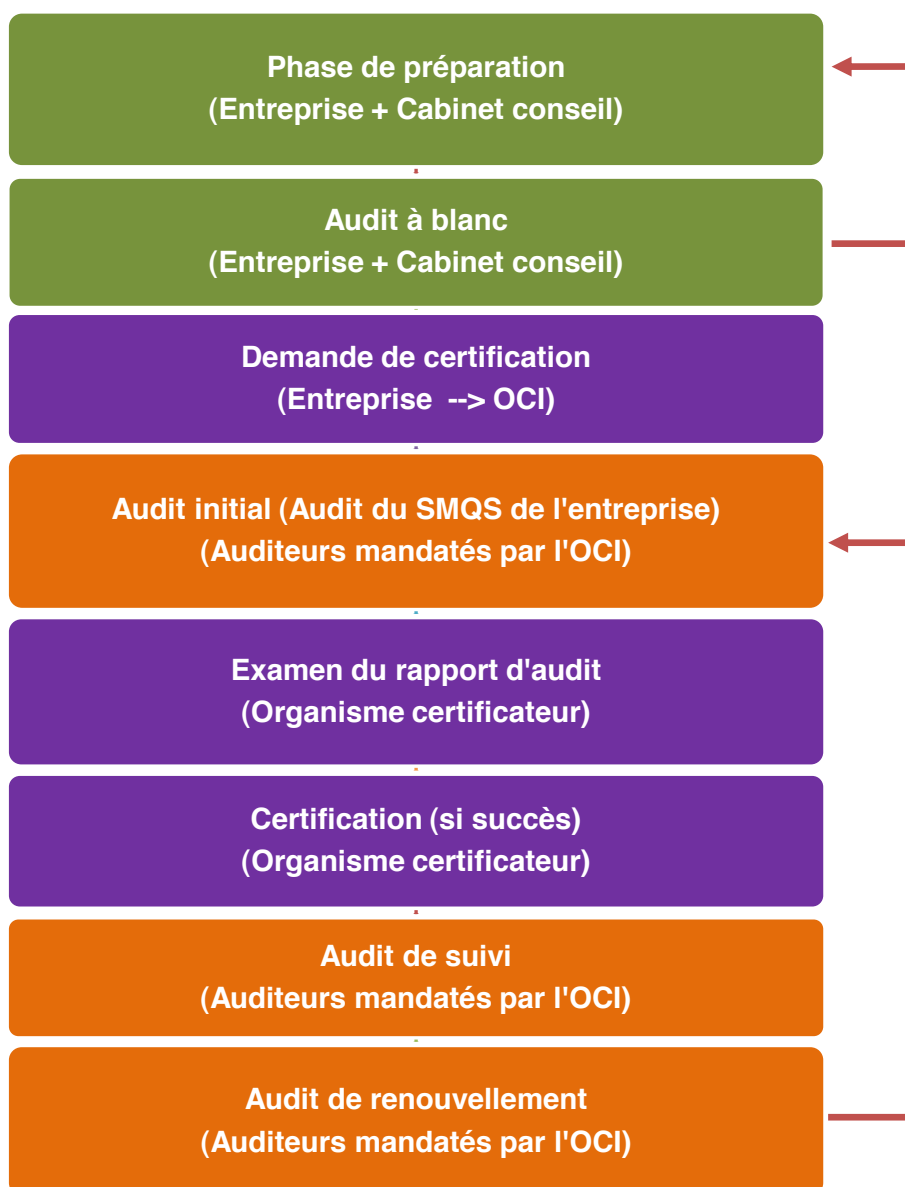 Phase de préparation
(Entreprise + Cabinet conseil)
Audit à blanc
(Entreprise + Cabinet conseil)
Demande de certification
(Entreprise --> OCI)
Audit initial (Audit du SMQS de l'entreprise)
(Auditeurs mandatés par l'OCI)
Examen du rapport d'audit
(Organisme certificateur)
Certification (si succès)
(Organisme certificateur)
Audit de suivi
(Auditeurs mandatés par l'OCI)
Audit de renouvellement
(Auditeurs mandatés par l'OCI)